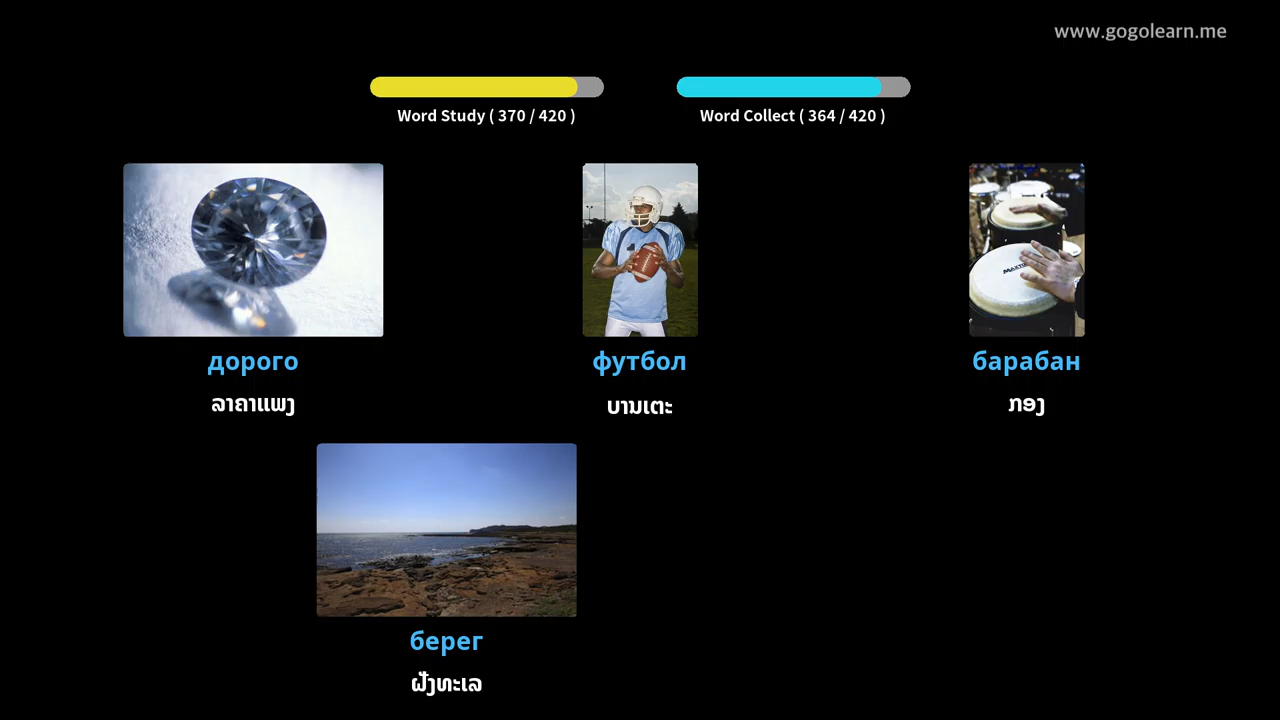 www.gogolearn.me
Word Study ( 370 / 420 )
Word Collect ( 364 / 420 )
дорого
ລາຄາແພງ
футбол
ບານເຕະ
барабан
ກອງ
берег
ຝັ່ງທະເລ